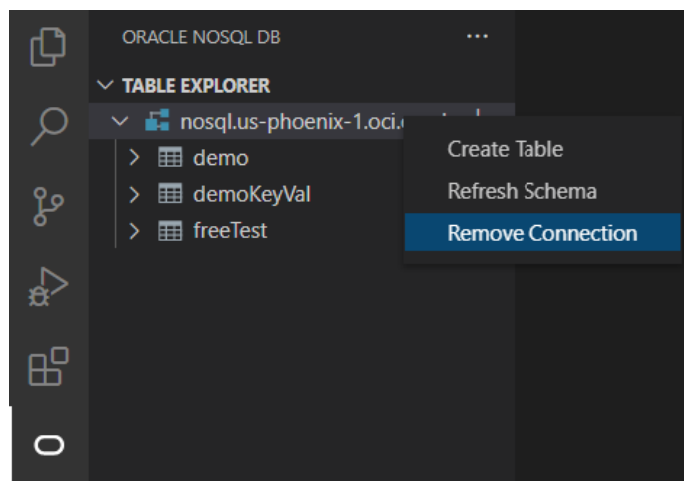 ORACLE NOSQL DB
TABLE EXPLORER
nosql.us-phoenix-1.oci.
demo
demoKeyVal
freeTest
Create Table
Refresh Schema
Remove Connection